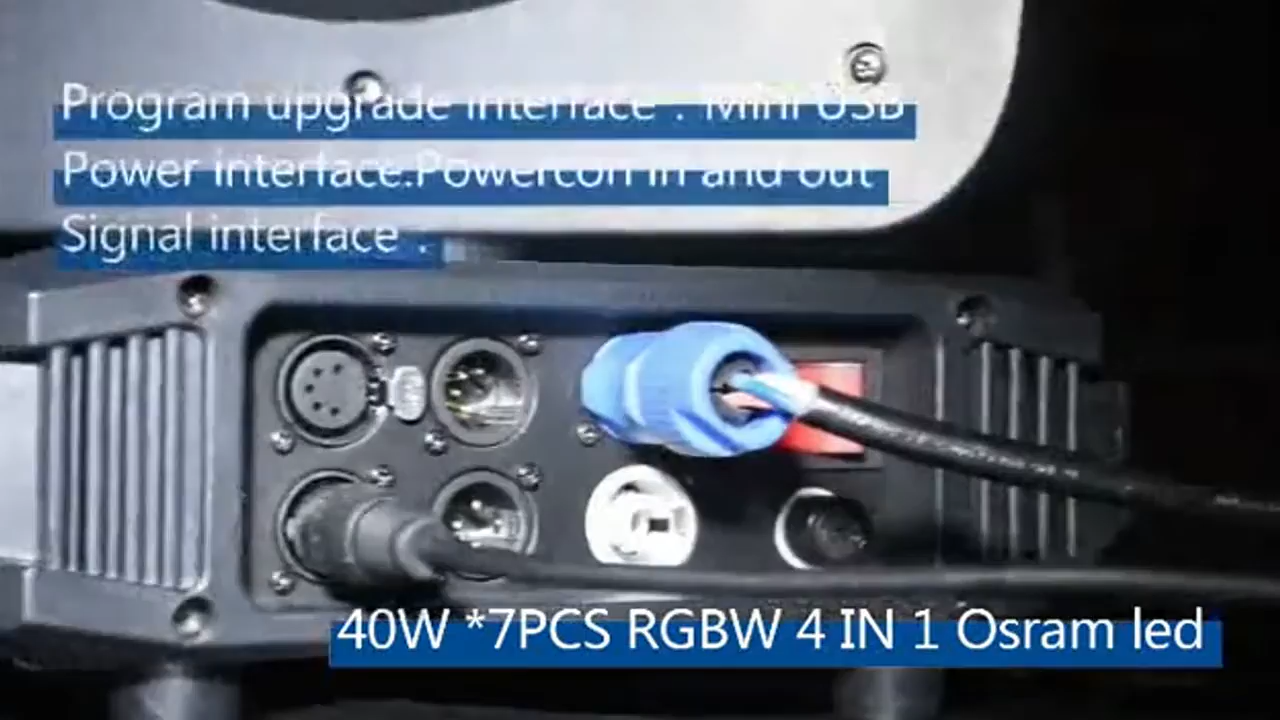 Program upgrade interface : Mini USB
Power interface:Powercon in and out
Signal interface :
40W *7PCS RGBW 4 IN 1 Osram led